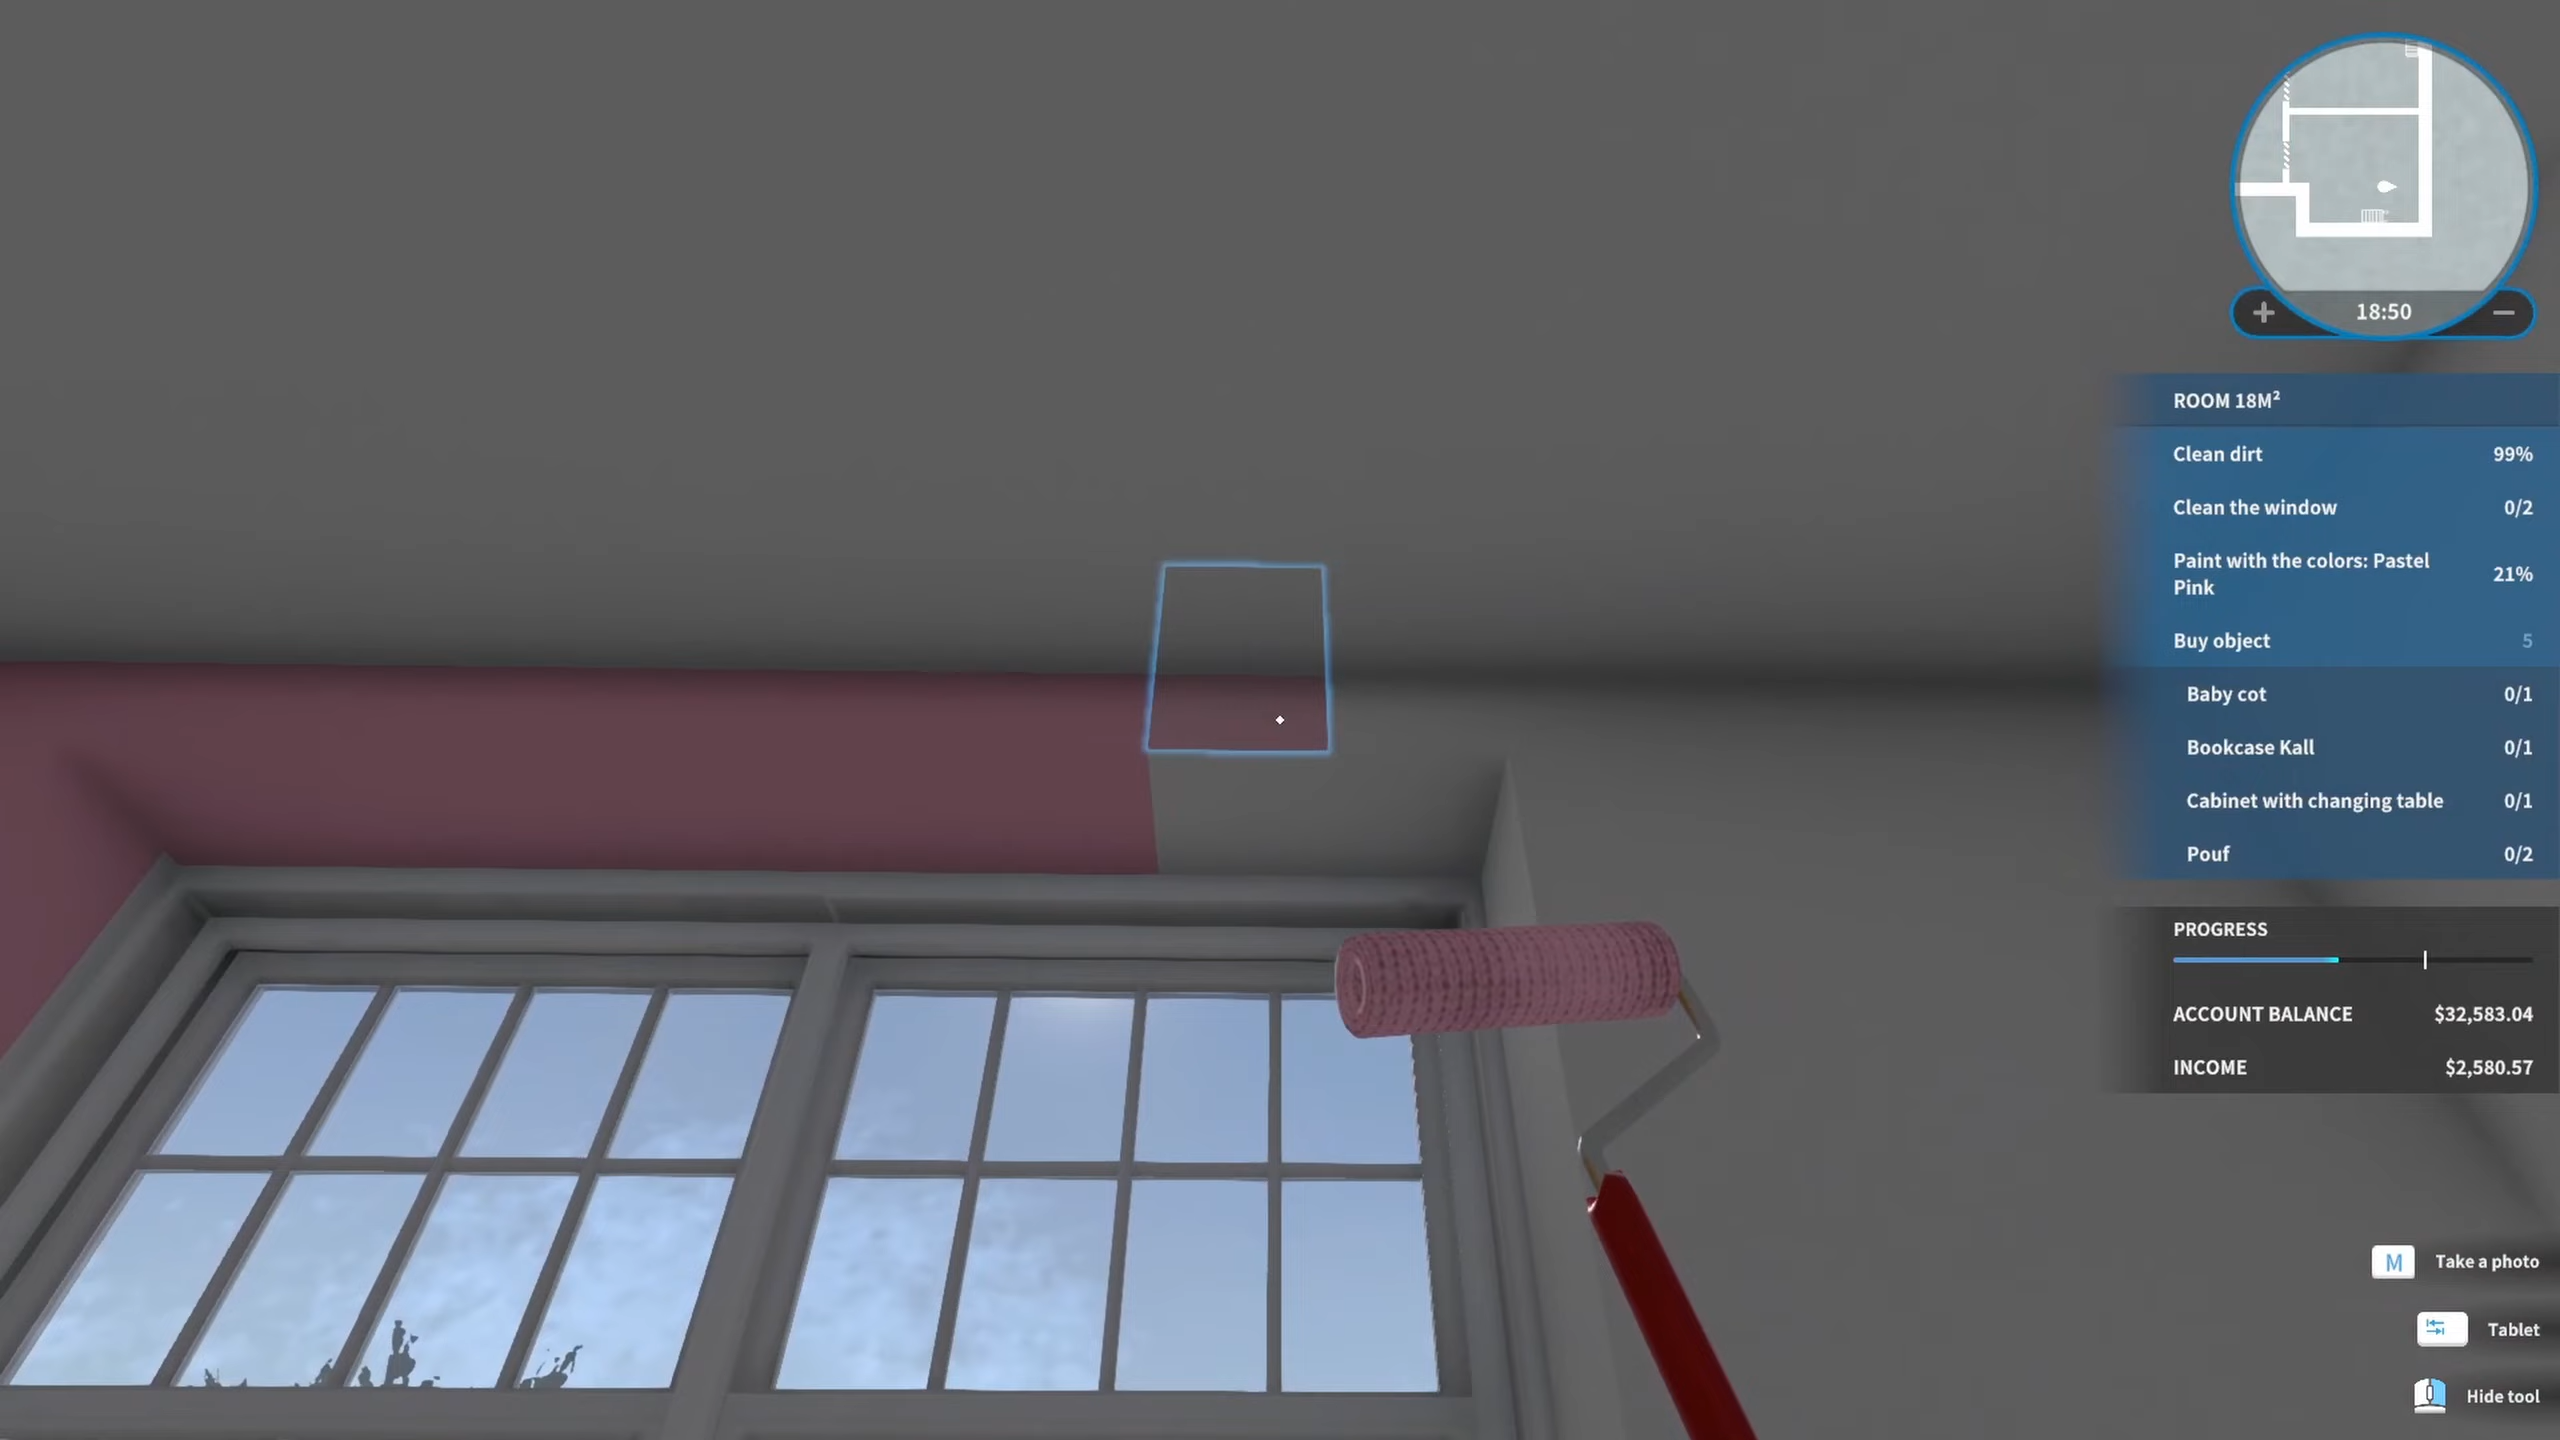 18:50
ROOM 18M²
Clean dirt 99%
Clean the window 0/2
Paint with the colors: Pastel
Pink 21%
Buy object 5
Baby cot 0/1
Bookcase Kall 0/1
Cabinet with changing table 0/1
Pouf 0/2
PROGRESS
ACCOUNT BALANCE $32,583.04
INCOME $2,580.57
M Take a photo
Tablet
Hide tool